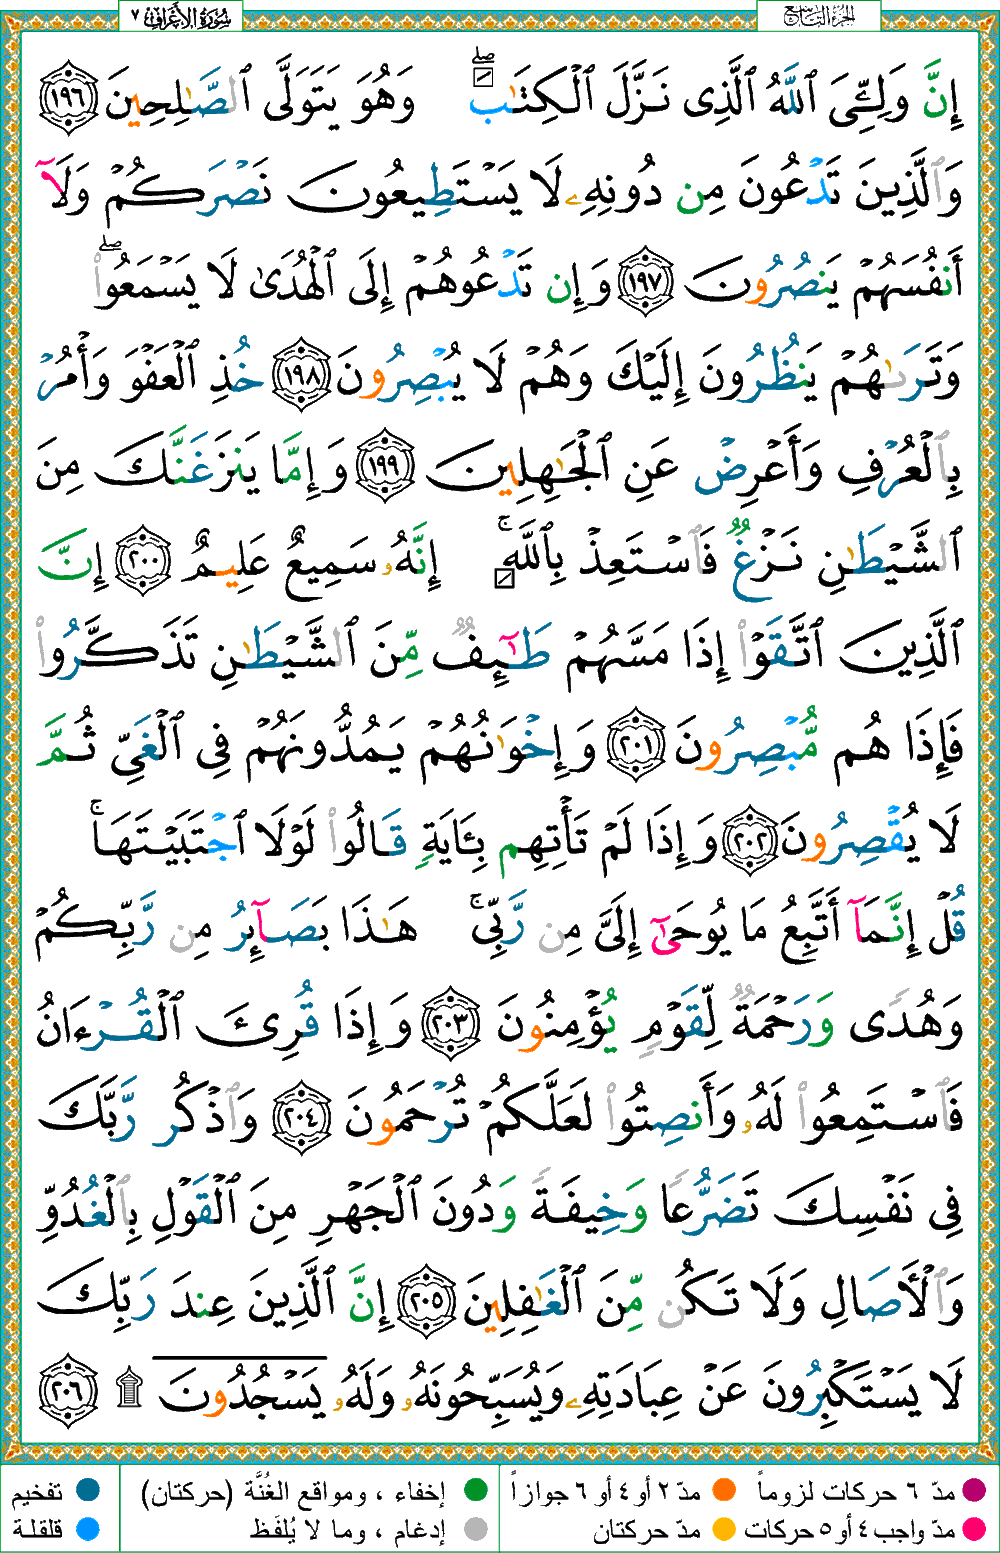 سُورَةُ الأَعْرَافِ ٧
الجُزْءُ التَّاسِعُ
إِنَّ وَلِـِّۧيَ ٱللَّهُ ٱلَّذِى نَزَّلَ ٱلْكِتَـٰبَ ۖ وَهُوَ يَتَوَلَّى ٱلصَّـٰلِحِينَ ١٩٦
وَٱلَّذِينَ تَدْعُونَ مِن دُونِهِۦ لَا يَسْتَطِيعُونَ نَصْرَكُمْ وَلَآ
أَنفُسَهُمْ يَنصُرُونَ ١٩٧ وَإِن تَدْعُوهُمْ إِلَى ٱلْهُدَىٰ لَا يَسْمَعُوا۟ ۖ
وَتَرَىٰهُمْ يَنظُرُونَ إِلَيْكَ وَهُمْ لَا يُبْصِرُونَ ١٩٨ خُذِ ٱلْعَفْوَ وَأْمُرْ
بِٱلْعُرْفِ وَأَعْرِضْ عَنِ ٱلْجَـٰهِلِينَ ١٩٩ وَإِمَّا يَنزَغَنَّكَ مِنَ
ٱلشَّيْطَـٰنِ نَزْغٌ فَٱسْتَعِذْ بِٱللَّهِ ۚ إِنَّهُۥ سَمِيعٌ عَلِيمٌ ٢٠٠ إِنَّ
ٱلَّذِينَ ٱتَّقَوْا۟ إِذَا مَسَّهُمْ طَـٰٓئِفٌ مِّنَ ٱلشَّيْطَـٰنِ تَذَكَّرُوا۟
فَإِذَا هُم مُّبْصِرُونَ ٢٠١ وَإِخْوَٰنُهُمْ يَمُدُّونَهُمْ فِى ٱلْغَىِّ ثُمَّ
لَا يُقْصِرُونَ ٢٠٢ وَإِذَا لَمْ تَأْتِهِم بِـَٔايَةٍ قَالُوا۟ لَوْلَا ٱجْتَبَيْتَهَا ۚ
قُلْ إِنَّمَآ أَتَّبِعُ مَا يُوحَىٰٓ إِلَىَّ مِن رَّبِّى ۚ هَـٰذَا بَصَآئِرُ مِن رَّبِّكُمْ
وَهُدًى وَرَحْمَةٌ لِّقَوْمٍ يُؤْمِنُونَ ٢٠٣ وَإِذَا قُرِئَ ٱلْقُرْءَانُ
فَٱسْتَمِعُوا۟ لَهُۥ وَأَنصِتُوا۟ لَعَلَّكُمْ تُرْحَمُونَ ٢٠٤ وَٱذْكُر رَّبَّكَ
فِى نَفْسِكَ تَضَرُّعًا وَخِيفَةً وَدُونَ ٱلْجَهْرِ مِنَ ٱلْقَوْلِ بِٱلْغُدُوِّ
وَٱلْـَٔاصَالِ وَلَا تَكُن مِّنَ ٱلْغَـٰفِلِينَ ٢٠٥ إِنَّ ٱلَّذِينَ عِندَ رَبِّكَ
لَا يَسْتَكْبِرُونَ عَنْ عِبَادَتِهِۦ وَيُسَبِّحُونَهُۥ وَلَهُۥ يَسْجُدُونَ ۩ ٢٠٦
مدّ ٦ حركات لزوماً
مدّ ٢ أو ٤ أو ٦ جوازاً
إخفاء ، ومواقع الغُنَّة (حركتان)
تفخيم
مدّ واجب ٤ أو ٥ حركات
مدّ حركتان
إدغام ، وما لا يُلفَظ
قلقلة